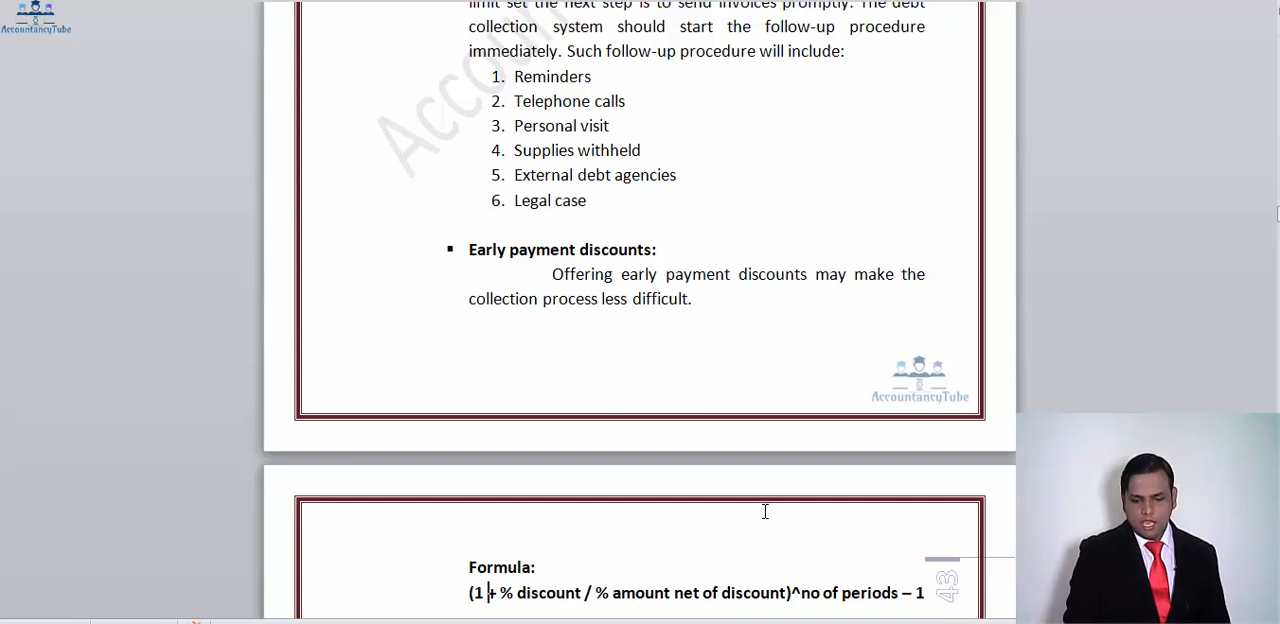 AccountancyTube
limit set the next step is to send invoices promptly. The debt
collection system should start the follow-up procedure
immediately. Such follow-up procedure will include:
1. Reminders
2. Telephone calls
3. Personal visit
4. Supplies withheld
5. External debt agencies
6. Legal case
Accoun
▪ Early payment discounts:
Offering early payment discounts may make the
collection process less difficult.
AccountancyTube
Formula:
(1 + % discount / % amount net of discount)^no of periods – 1
43